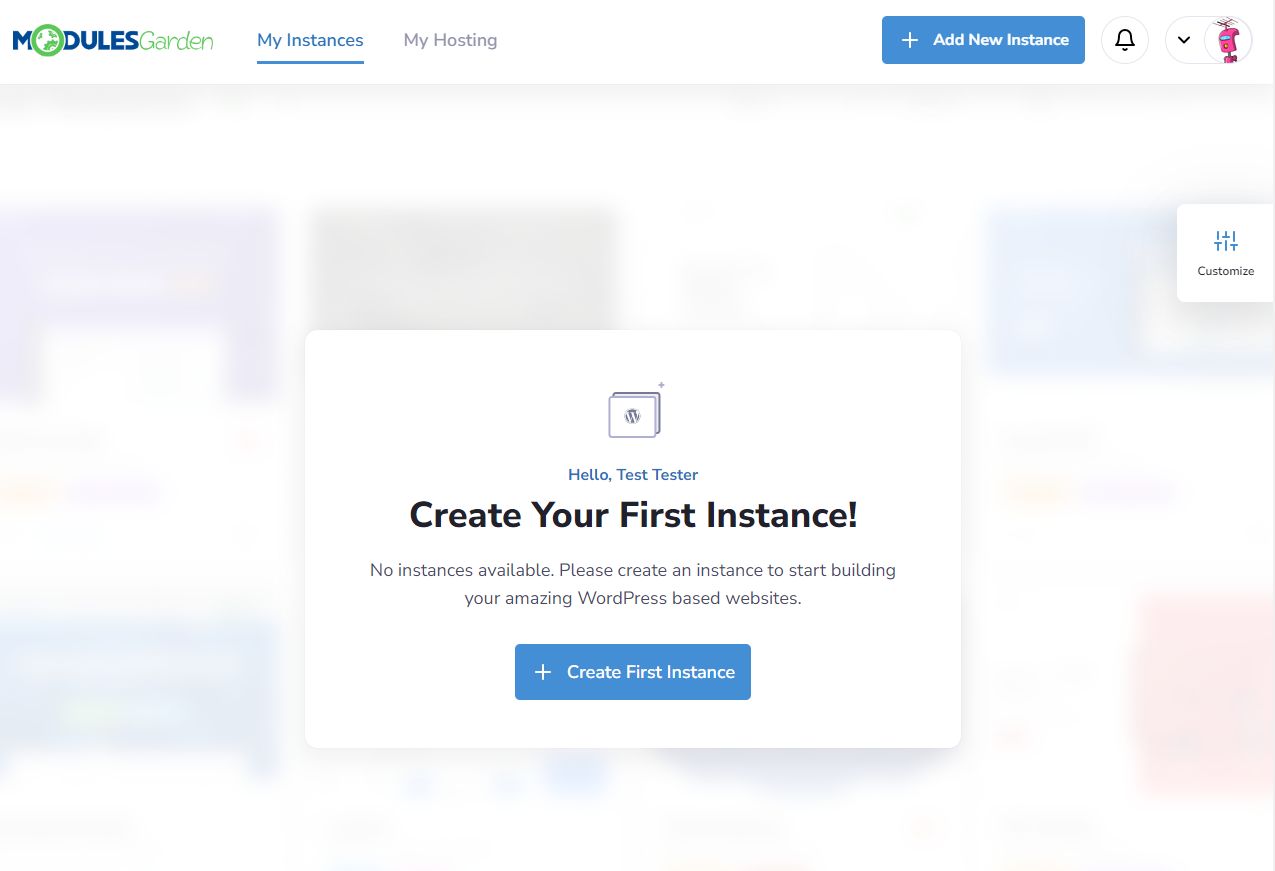 MODULESGarden
My Instances
My Hosting
Add New Instance
Customize
Hello, Test Tester
Create Your First Instance!
No instances available. Please create an instance to start building
your amazing WordPress based websites.
Create First Instance